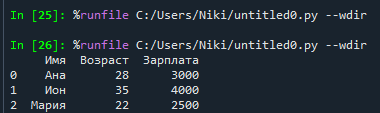 In [25]: %runfile C:/Users/Niki/untitled0.py --wdir
In [26]: %runfile C:/Users/Niki/untitled0.py --wdir
Имя Возраст Зарплата
0 Ана 28 3000
1 Ион 35 4000
2 Мария 22 2500